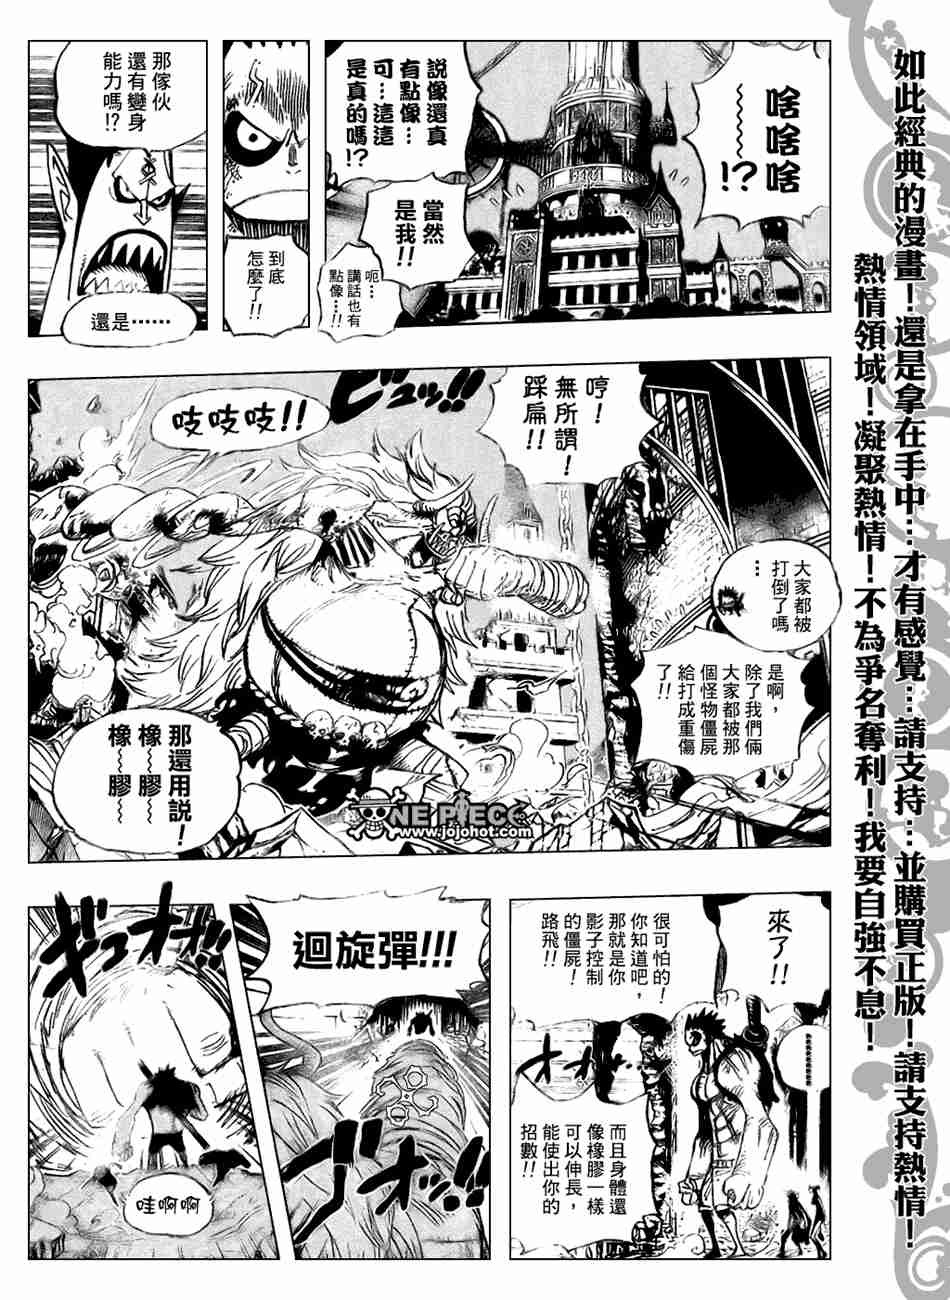 啥啥啥
～～～!?
說像還真
有點像…
可…這這
是真的嗎!?
當然
是我!!
呃…
講話也有
點像…!!
到底
怎麼了!!
那傢伙
還有變身
能力嗎!?
還是……
哼!
無所謂!
踩扁!!
ビュッ!!
吱吱吱!!
大家都被
打倒了嗎
…
是啊,
除了我們倆
大家都被那
個怪物僵屍
給打成重傷
了!!
那還用說!
橡～膠～
橡～膠～
ONE PIECE
www.jojohot.com
來了!!
很可怕的!
你知道吧,
那就是你
影子控制
的僵屍!
路飛!!
而且身體還
像橡膠一樣
可以伸長,
能使出你的
招數!!
迴旋彈!!!
哇啊啊
如此經典的漫畫!還是拿在手中…才有感覺…請支持…並購買正版!請支持熱情!
熱情領域!凝聚熱情!不為爭名奪利!我要自強不息!